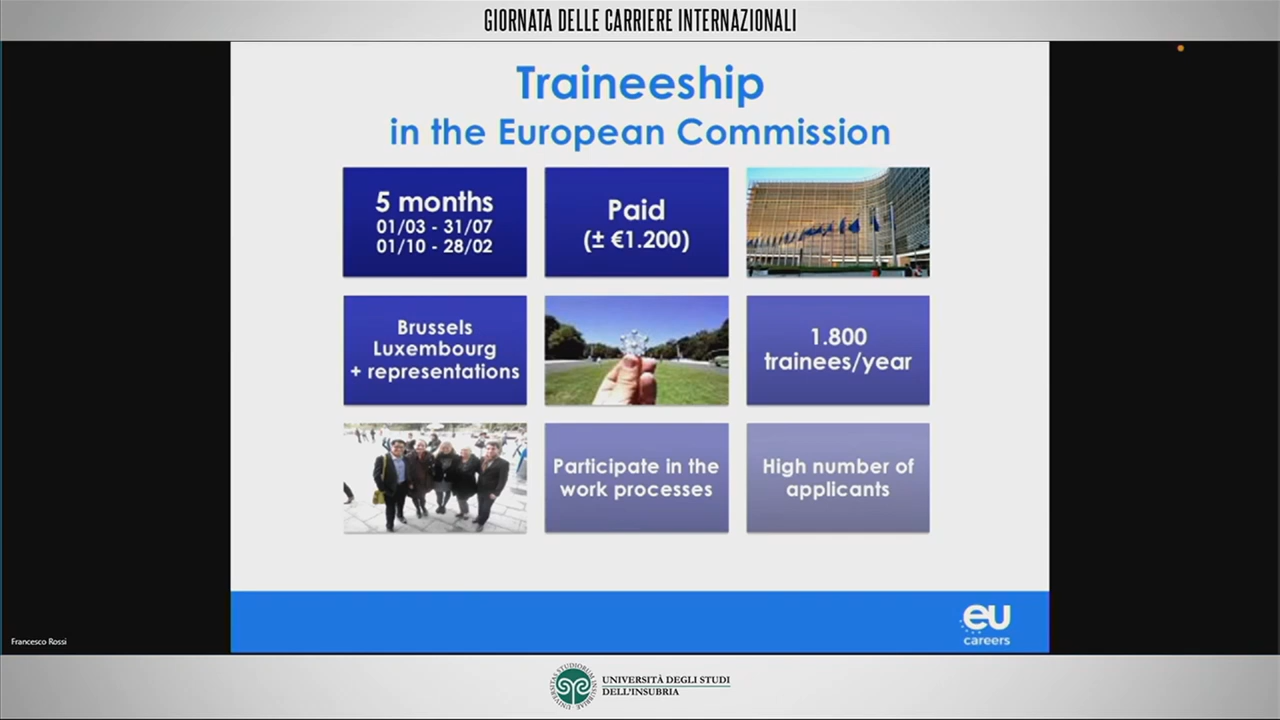 GIORNATA DELLE CARRIERE INTERNAZIONALI
Traineeship
in the European Commission
5 months
01/03 - 31/07
01/10 - 28/02
Paid
(± €1.200)
Brussels
Luxembourg
+ representations
1.800
trainees/year
Participate in the
work processes
High number of
applicants
eu
careers
Francesco Rossi
UNIVERSITÀ DEGLI STUDI
DELL'INSUBRIA